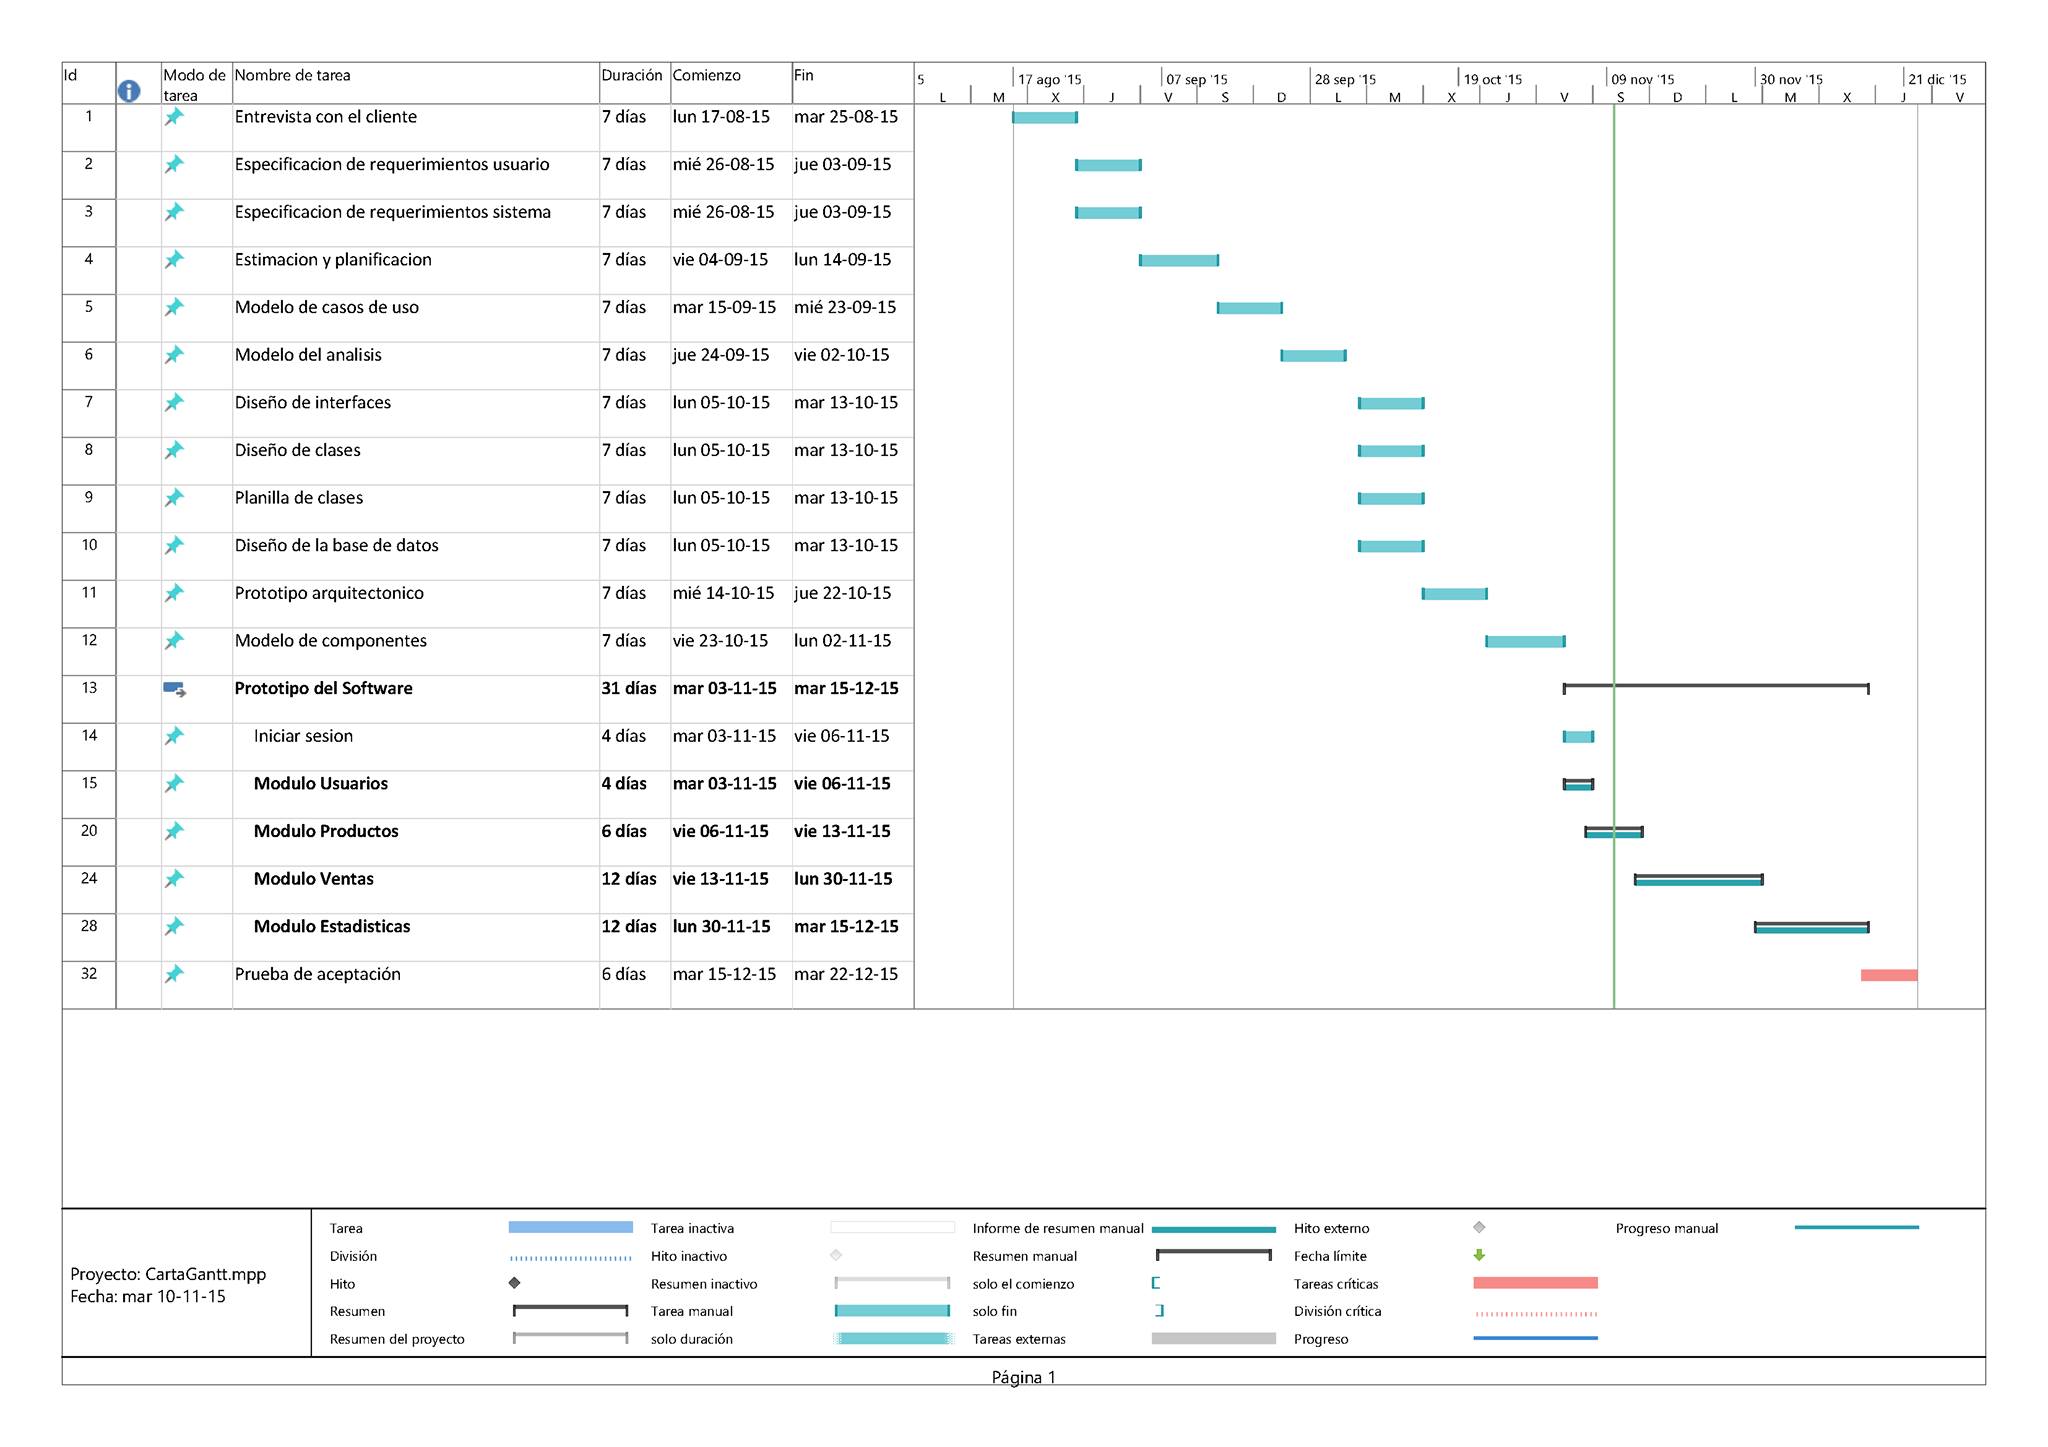 Id Modo de tarea Nombre de tarea Duración Comienzo Fin
5 17 ago '15 07 sep '15 28 sep '15 19 oct '15 09 nov '15 30 nov '15 21 dic '15
L M X J V S D L M X J V S D L M X J V
1 Entrevista con el cliente 7 días lun 17-08-15 mar 25-08-15
2 Especificacion de requerimientos usuario 7 días mié 26-08-15 jue 03-09-15
3 Especificacion de requerimientos sistema 7 días mié 26-08-15 jue 03-09-15
4 Estimacion y planificacion 7 días vie 04-09-15 lun 14-09-15
5 Modelo de casos de uso 7 días mar 15-09-15 mié 23-09-15
6 Modelo del analisis 7 días jue 24-09-15 vie 02-10-15
7 Diseño de interfaces 7 días lun 05-10-15 mar 13-10-15
8 Diseño de clases 7 días lun 05-10-15 mar 13-10-15
9 Planilla de clases 7 días lun 05-10-15 mar 13-10-15
10 Diseño de la base de datos 7 días lun 05-10-15 mar 13-10-15
11 Prototipo arquitectonico 7 días mié 14-10-15 jue 22-10-15
12 Modelo de componentes 7 días vie 23-10-15 lun 02-11-15
13 Prototipo del Software 31 días mar 03-11-15 mar 15-12-15
14 Iniciar sesion 4 días mar 03-11-15 vie 06-11-15
15 Modulo Usuarios 4 días mar 03-11-15 vie 06-11-15
20 Modulo Productos 6 días vie 06-11-15 vie 13-11-15
24 Modulo Ventas 12 días vie 13-11-15 lun 30-11-15
28 Modulo Estadisticas 12 días lun 30-11-15 mar 15-12-15
32 Prueba de aceptación 6 días mar 15-12-15 mar 22-12-15
Proyecto: CartaGantt.mpp
Fecha: mar 10-11-15
Tarea Tarea inactiva Informe de resumen manual Hito externo Progreso manual
División Hito inactivo Resumen manual Fecha límite
Hito Resumen inactivo solo el comienzo Tareas críticas
Resumen Tarea manual solo fin División crítica
Resumen del proyecto solo duración Tareas externas Progreso
Página 1